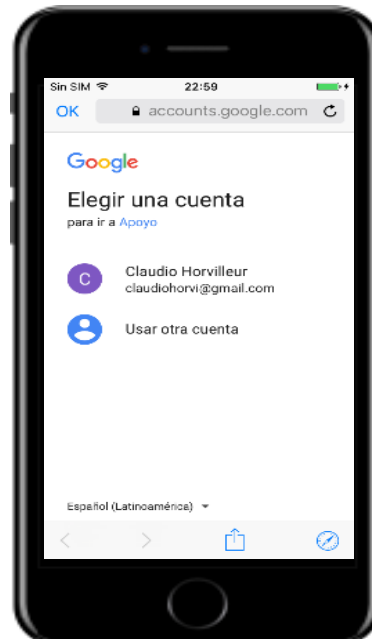 Sin SIM 22:59
OK accounts.google.com
Google
Elegir una cuenta
para ir a Apoyo
C
Claudio Horvilleur
claudiohorvi@gmail.com
Usar otra cuenta
Español (Latinoamérica)